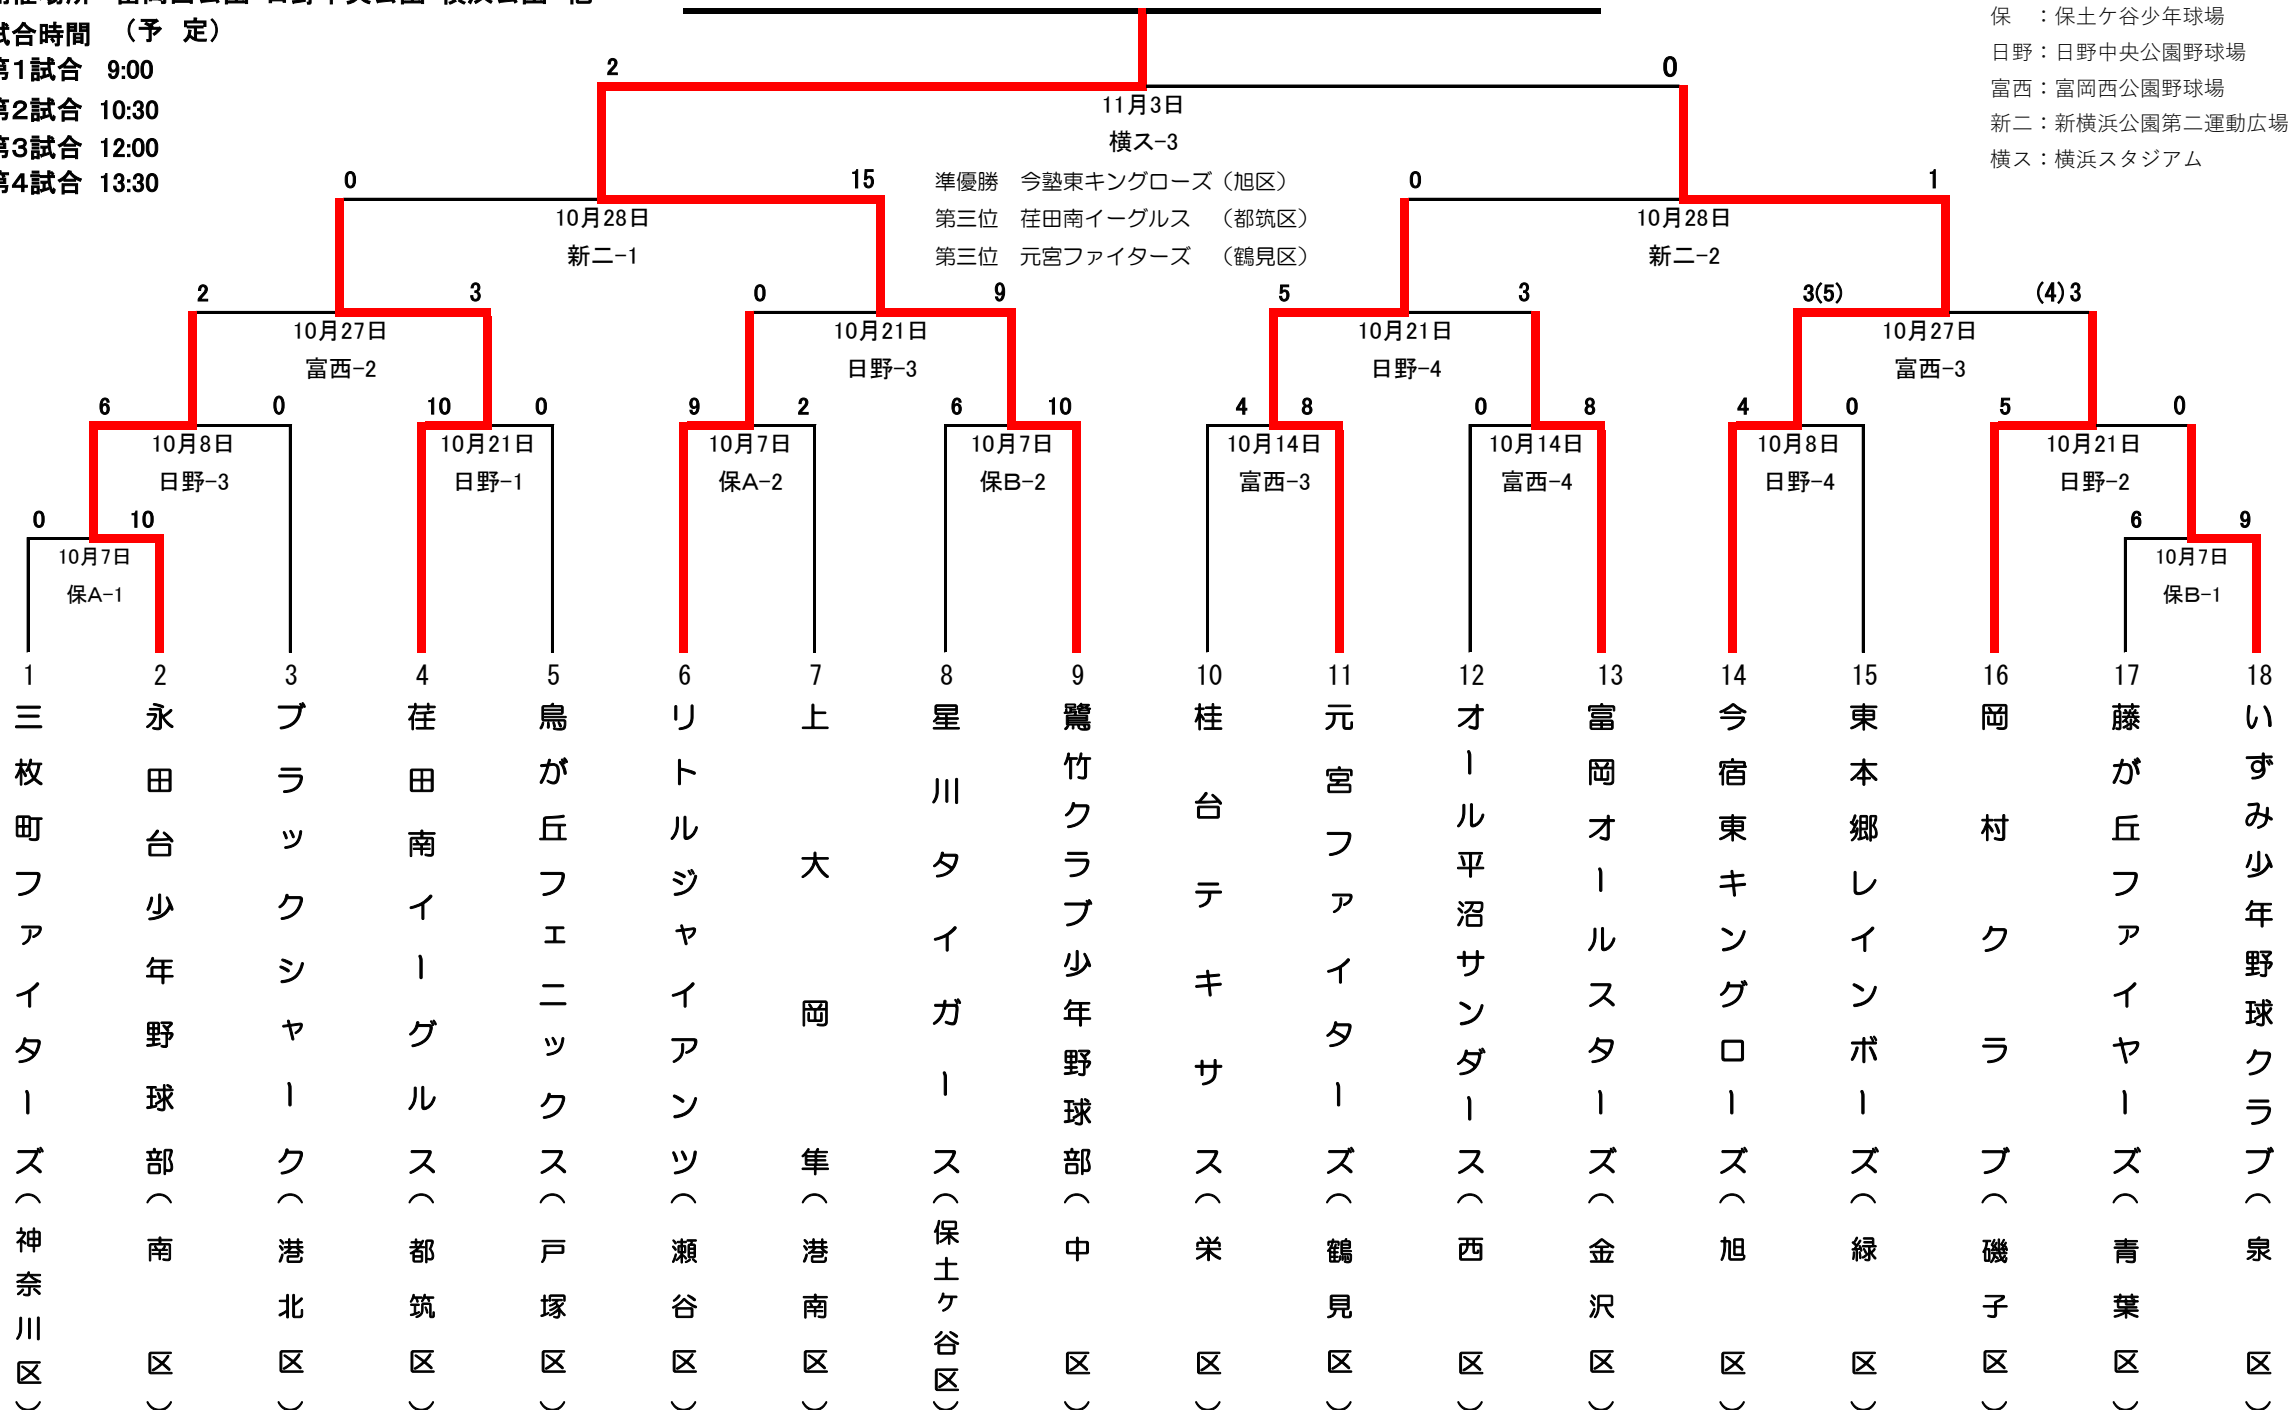 試合時間 (予 定)
第1試合 9:00
第2試合 10:30
第3試合 12:00
第4試合 13:30
保 ：保土ケ谷少年球場
日野：日野中央公園野球場
富西：富岡西公園野球場
新二：新横浜公園第二運動広場
横ス：横浜スタジアム
2 0
11月3日
横ス-3
準優勝 今塾東キングローズ（旭区）
第三位 荏田南イーグルス （都筑区）
第三位 元宮ファイターズ （鶴見区）
0 15 0 1
10月28日 10月28日
新二-1 新二-2
2 3 0 9 5 3 3(5) (4)3
10月27日 10月21日 10月21日 10月27日
富西-2 日野-3 日野-4 富西-3
6 0 10 0 9 2 6 10 4 8 0 8 4 0 5 0
10月8日 10月21日 10月7日 10月7日 10月14日 10月14日 10月8日 10月21日
日野-3 日野-1 保A-2 保B-2 富西-3 富西-4 日野-4 日野-2
0 10 6 9
10月7日 10月7日
保A-1 保B-1
1 2 3 4 5 6 7 8 9 10 11 12 13 14 15 16 17 18
三枚町ファイターズ（神奈川区）
永田台少年野球部（南区）
ブラックシャーク（港北区）
荏田南イーグルス（都筑区）
鳥が丘フェニックス（戸塚区）
リトルジャイアンツ（瀬谷区）
上大岡隼（港南区）
星川タイガース（保土ケ谷区）
鷺竹クラブ少年野球部（中区）
桂台テキサス（栄区）
元宮ファイターズ（鶴見区）
オール平沼サンダース（西区）
富岡オールスターズ（金沢区）
今宿東キングローズ（旭区）
東本郷レインボーズ（緑区）
岡村クラブ（磯子区）
藤が丘ファイヤーズ（青葉区）
いずみ少年野球クラブ（泉区）